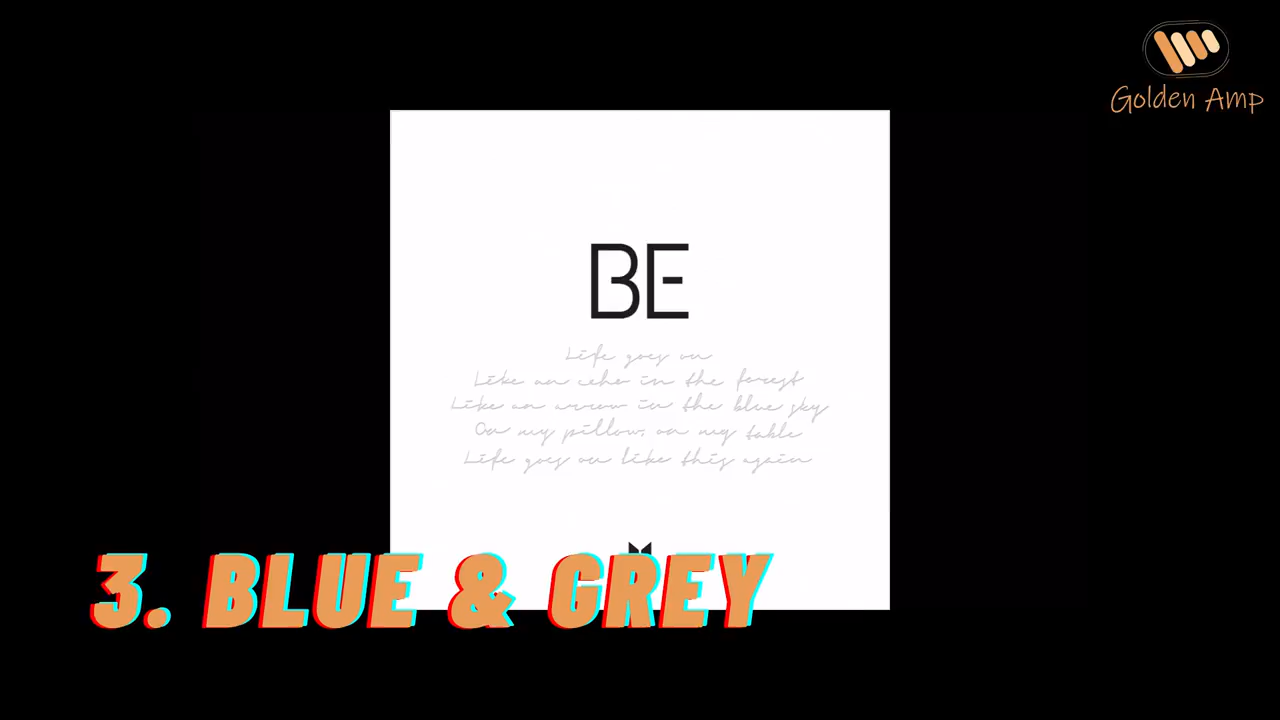 Golden Amp
BE
Life goes on
Like an echo in the forest
Like an arrow in the blue sky
On my pillow, on my table
Life goes on like this again
3. BLUE & GREY